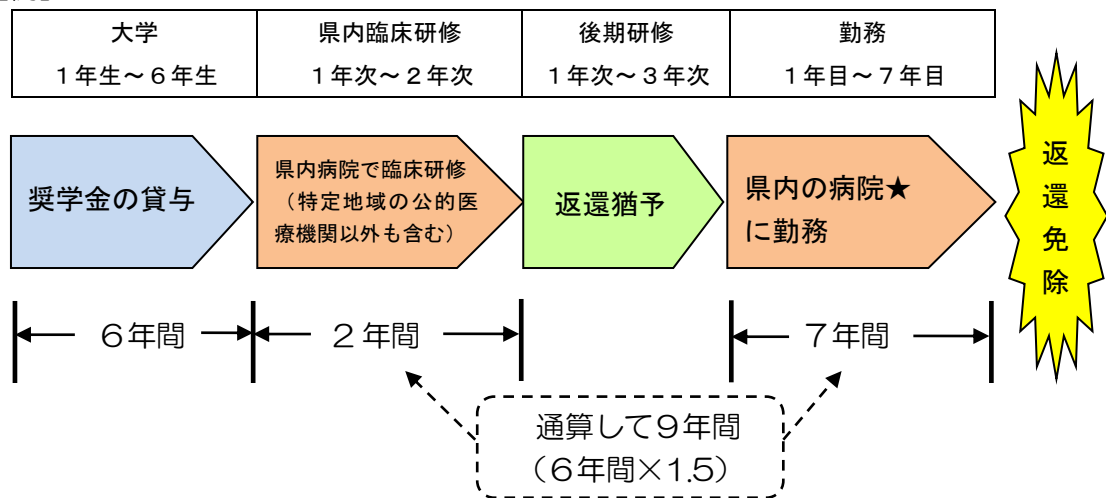 大学
1年生~6年生
県内臨床研修
1年次~2年次
後期研修
1年次~3年次
勤務
1年目~7年目
奨学金の貸与
県内病院で臨床研修
(特定地域の公的医
療機関以外も含む)
返還猶予
県内の病院★
に勤務
返還免除
6年間
2年間
7年間
通算して9年間
(6年間×1.5)